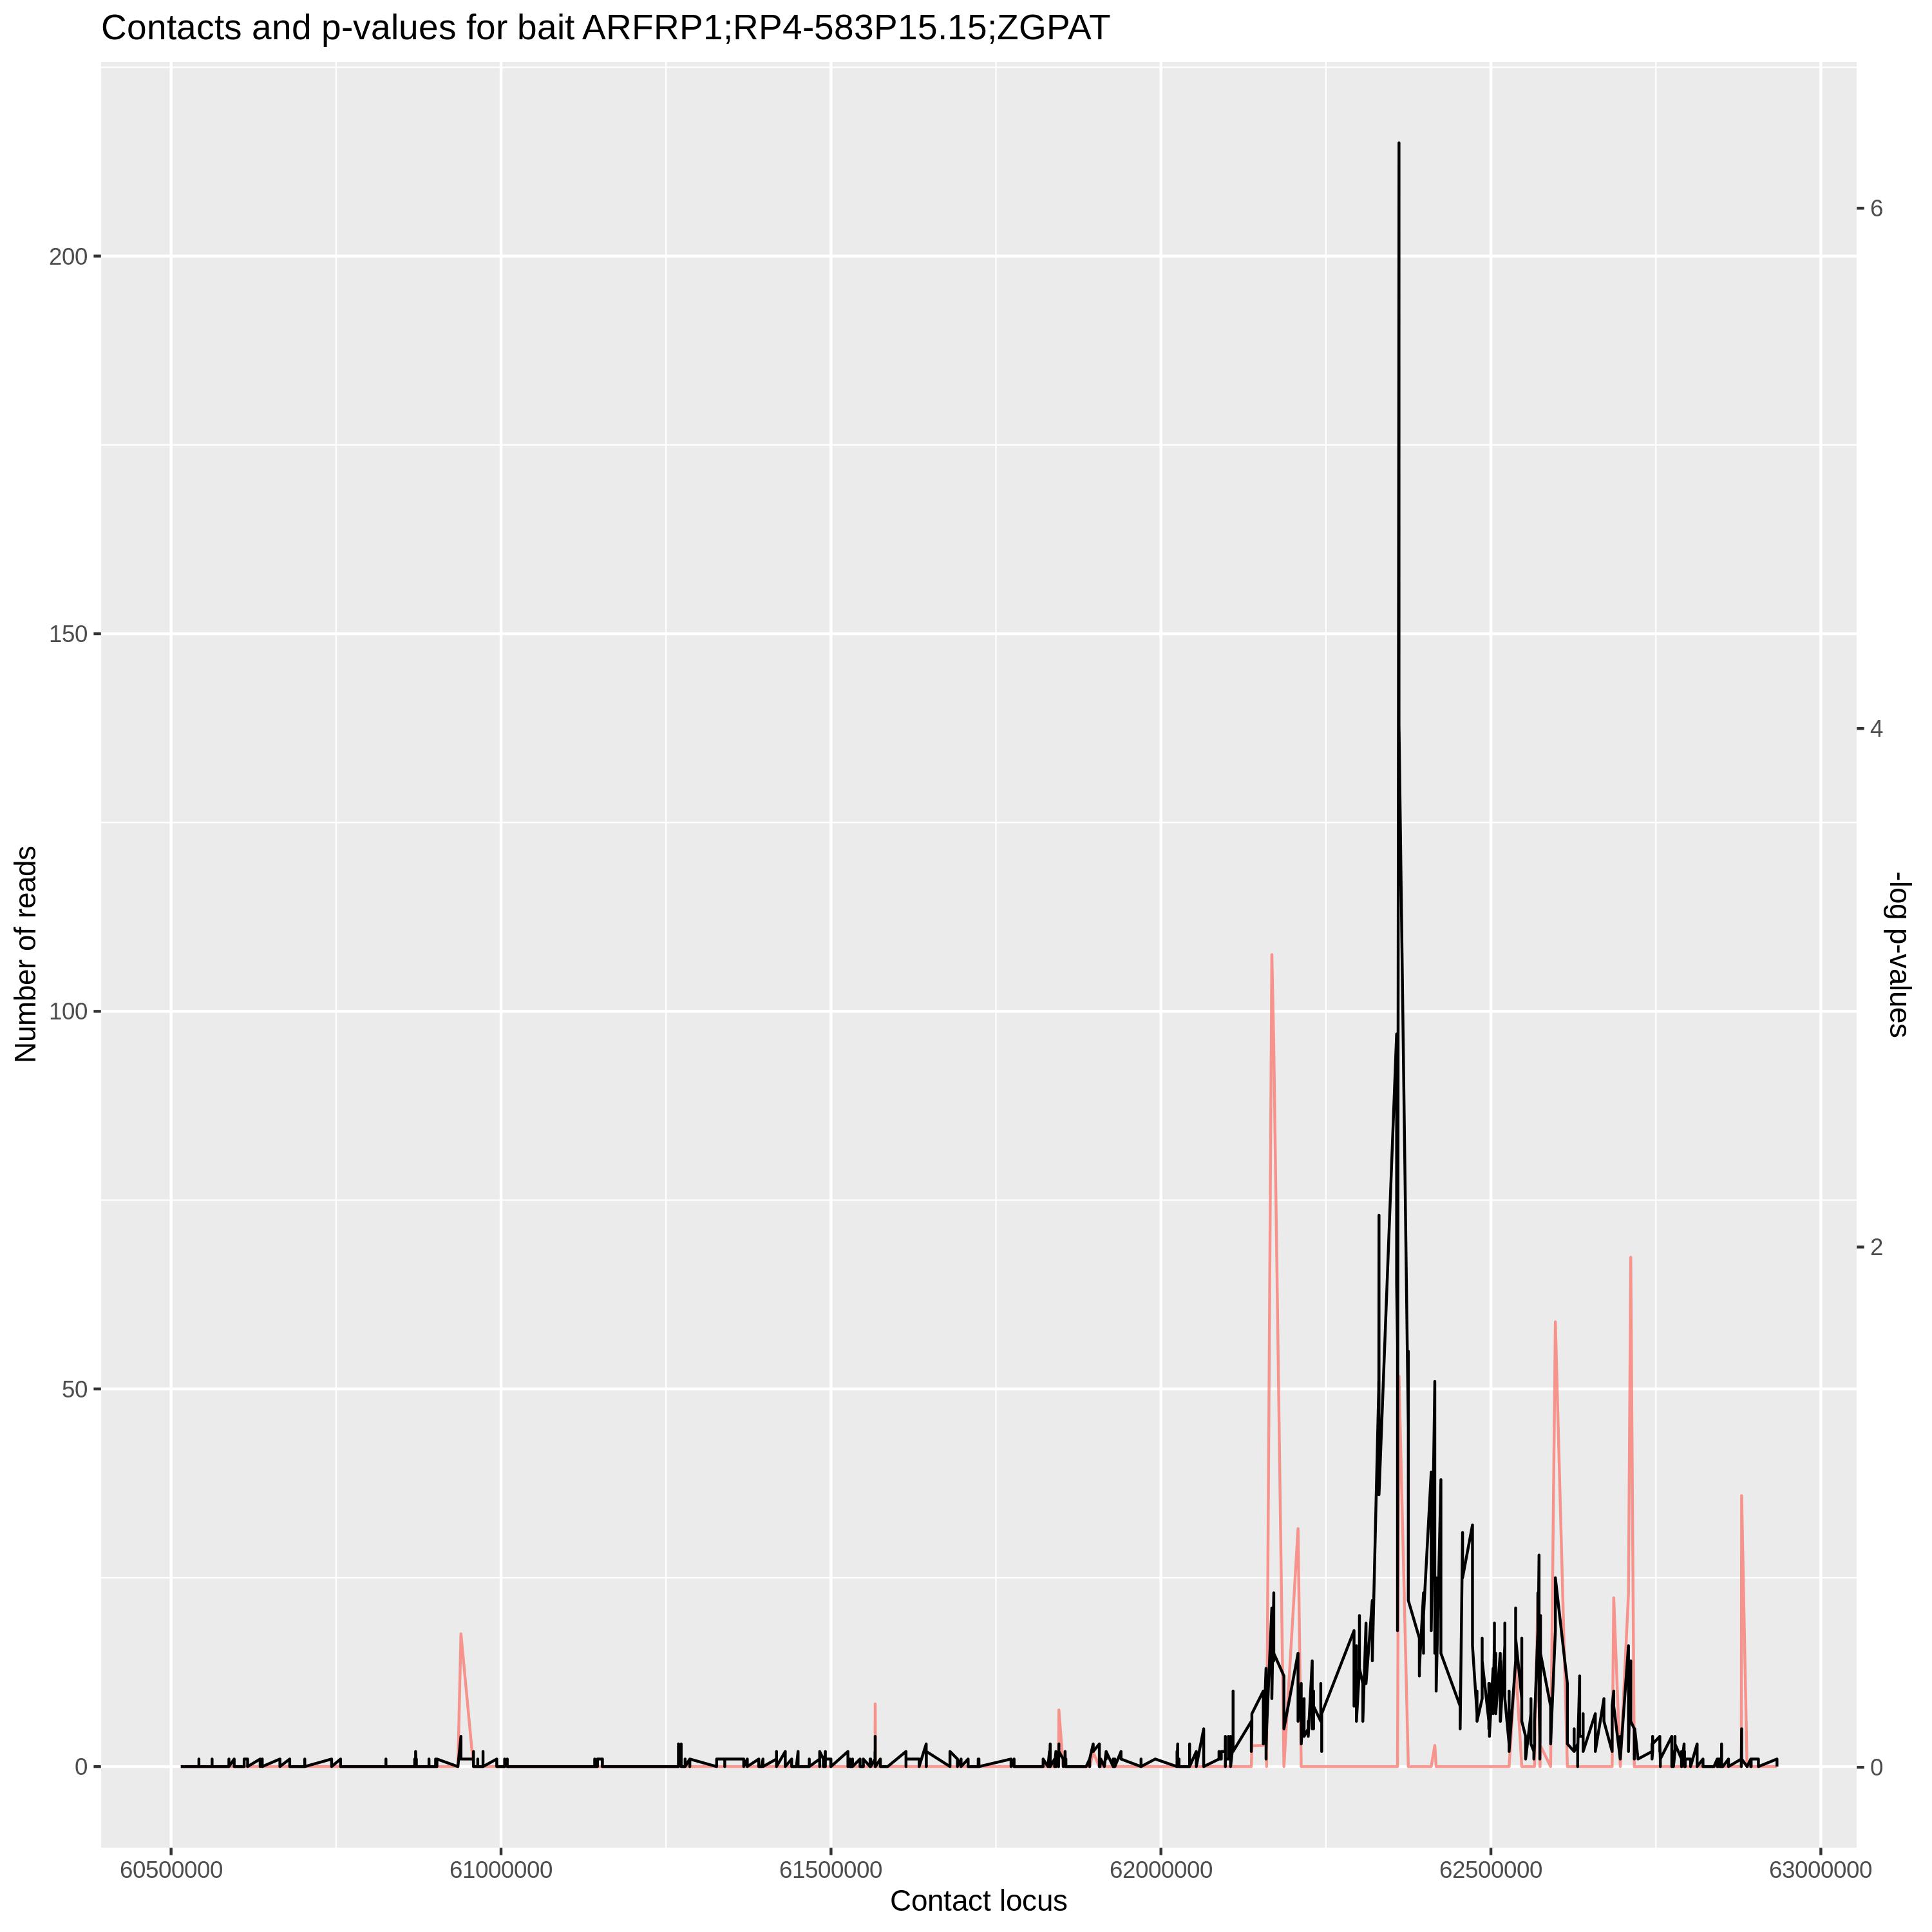 Contacts and p-values for bait ARFRP1;RP4-583P15.15;ZGPAT
Number of reads
200
150
100
50
0
6
4
2
0
-log p-values
60500000 61000000 61500000 62000000 62500000 63000000
Contact locus